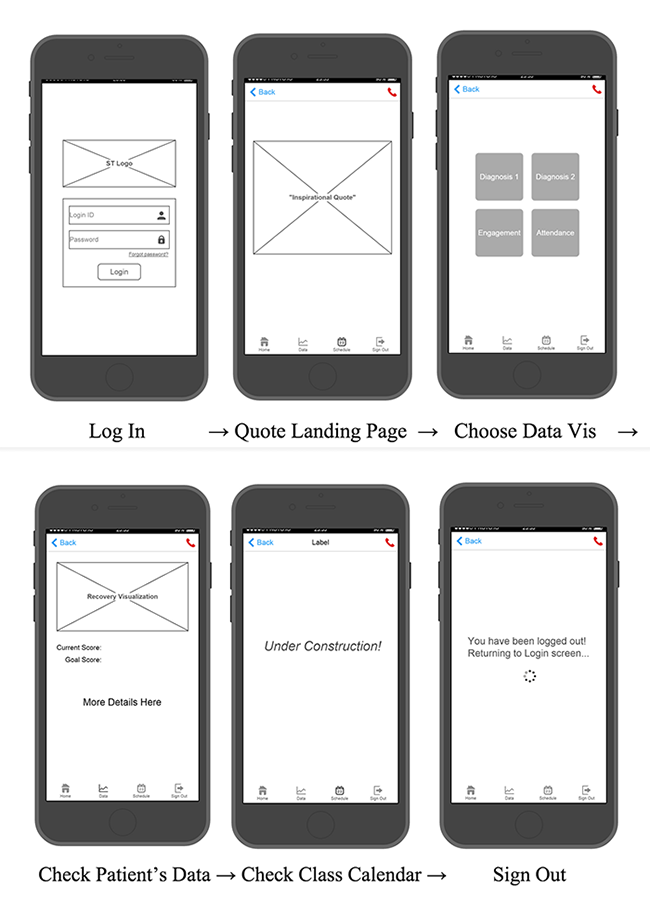 ST Logo
Login ID
Password
Forgot password?
Login
Back
"Inspirational Quote"
Home Data Schedule Sign Out
Back
Diagnosis 1 Diagnosis 2
Engagement Attendance
Home Data Schedule Sign Out
Log In → Quote Landing Page → Choose Data Vis →
Back
Recovery Visualization
Current Score:
Goal Score:
More Details Here
Home Data Schedule Sign Out
Back Label
Under Construction!
Home Data Schedule Sign Out
Back
You have been logged out!
Returning to Login screen...
Home Data Schedule Sign Out
Check Patient's Data → Check Class Calendar → Sign Out